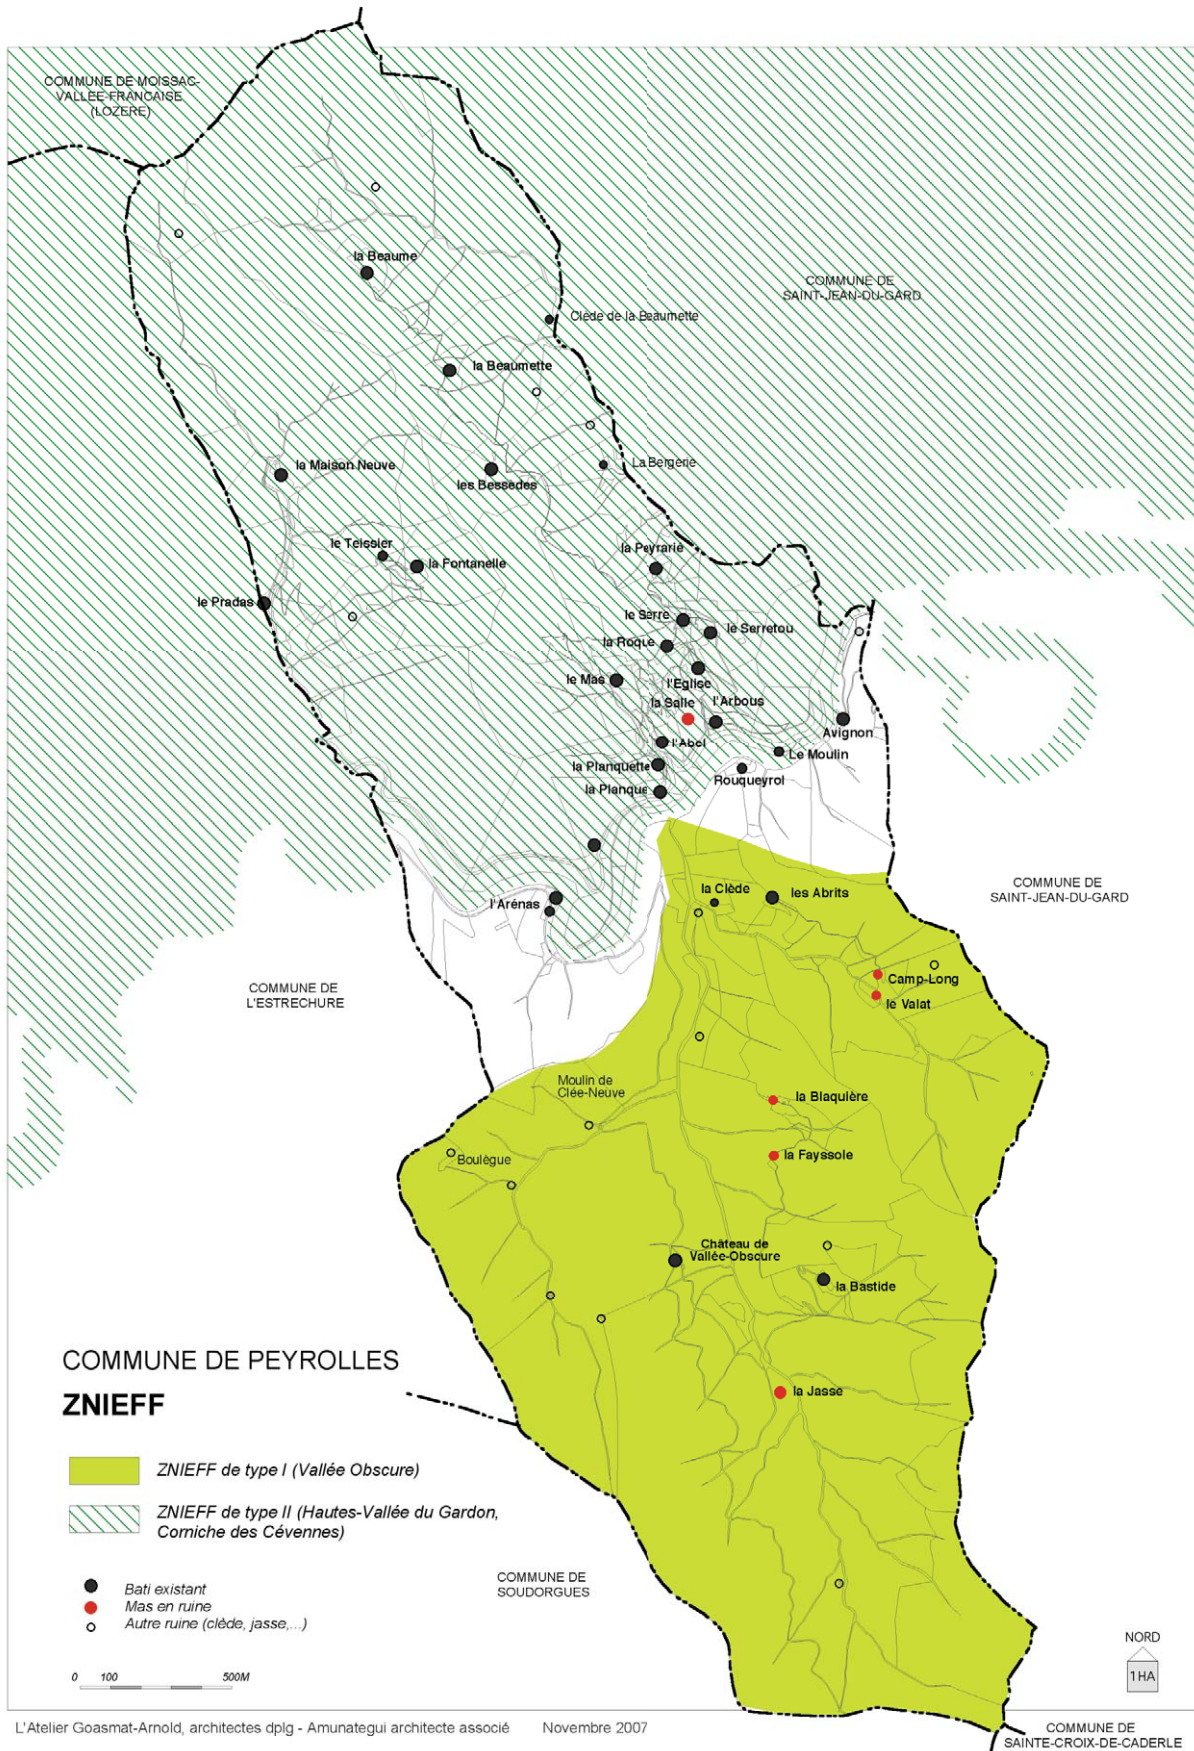 COMMUNE DE MOISSAC-
VALLEE-FRANCAISE
(LOZERE)
la Beaume
COMMUNE DE
SAINT-JEAN-DU-GARD
Clède de la Beaumette
la Beaumette
la Maison Neuve
les Bessèdes
La Bergerie
le Teissier
la Fontanelle
la Peyrarié
le Pradas
le Serre
le Serretou
la Roque
le Mas
l'Eglise
la Salle
l'Arbous
Avignon
l'Abol
Le Moulin
la Planquette
Rouqueyrol
la Planque
la Clède
les Abrits
COMMUNE DE
SAINT-JEAN-DU-GARD
l'Arénas
Camp-Long
le Valat
COMMUNE DE
L'ESTRECHURE
Moulin de
Clée-Neuve
la Blaquière
Boulègue
la Fayssole
Château de
Vallée-Obscure
la Bastide
COMMUNE DE PEYROLLES
ZNIEFF
la Jasse
ZNIEFF de type I (Vallée Obscure)
ZNIEFF de type II (Hautes-Vallée du Gardon,
Corniche des Cévennes)
COMMUNE DE
SOUDORGUES
Bati existant
Mas en ruine
Autre ruine (clède, jasse,...)
NORD
1HA
0 100 500M
L'Atelier Goasmat-Arnold, architectes dplg - Amunategui architecte associé Novembre 2007
COMMUNE DE
SAINTE-CROIX-DE-CADERLE